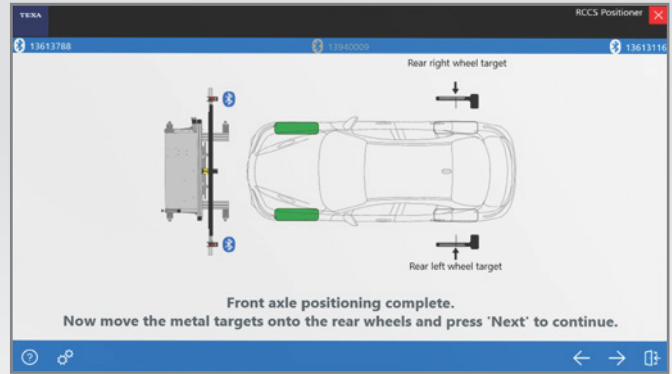 TEXA
RCCS Positioner
13613788
13940009
13613116
Rear right wheel target
Rear left wheel target
Front axle positioning complete.
Now move the metal targets onto the rear wheels and press 'Next' to continue.